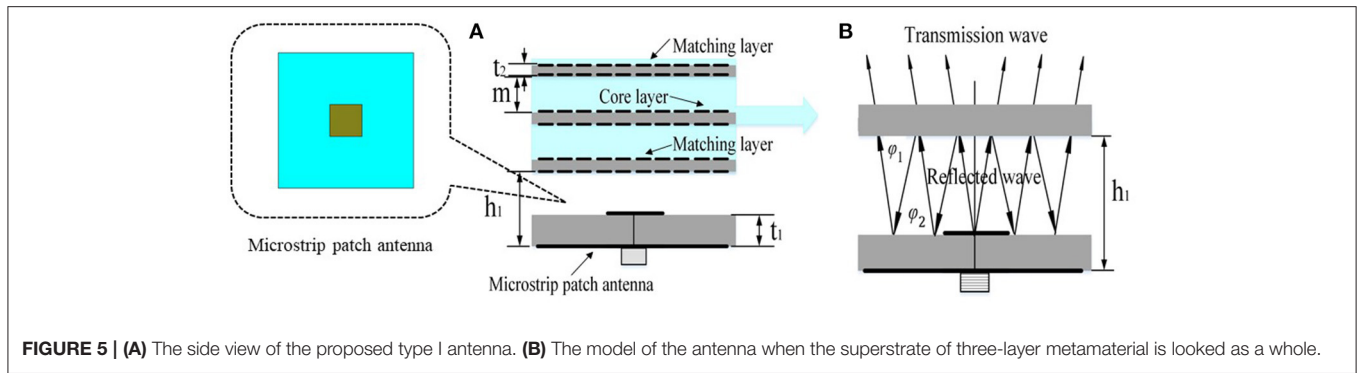 A
B
Matching layer
Transmission wave
t2
m
Core layer
Matching layer
φ1
Reflected wave
h1
h1
φ2
t1
Microstrip patch antenna
Microstrip patch antenna
FIGURE 5 | (A) The side view of the proposed type I antenna. (B) The model of the antenna when the superstrate of three-layer metamaterial is looked as a whole.